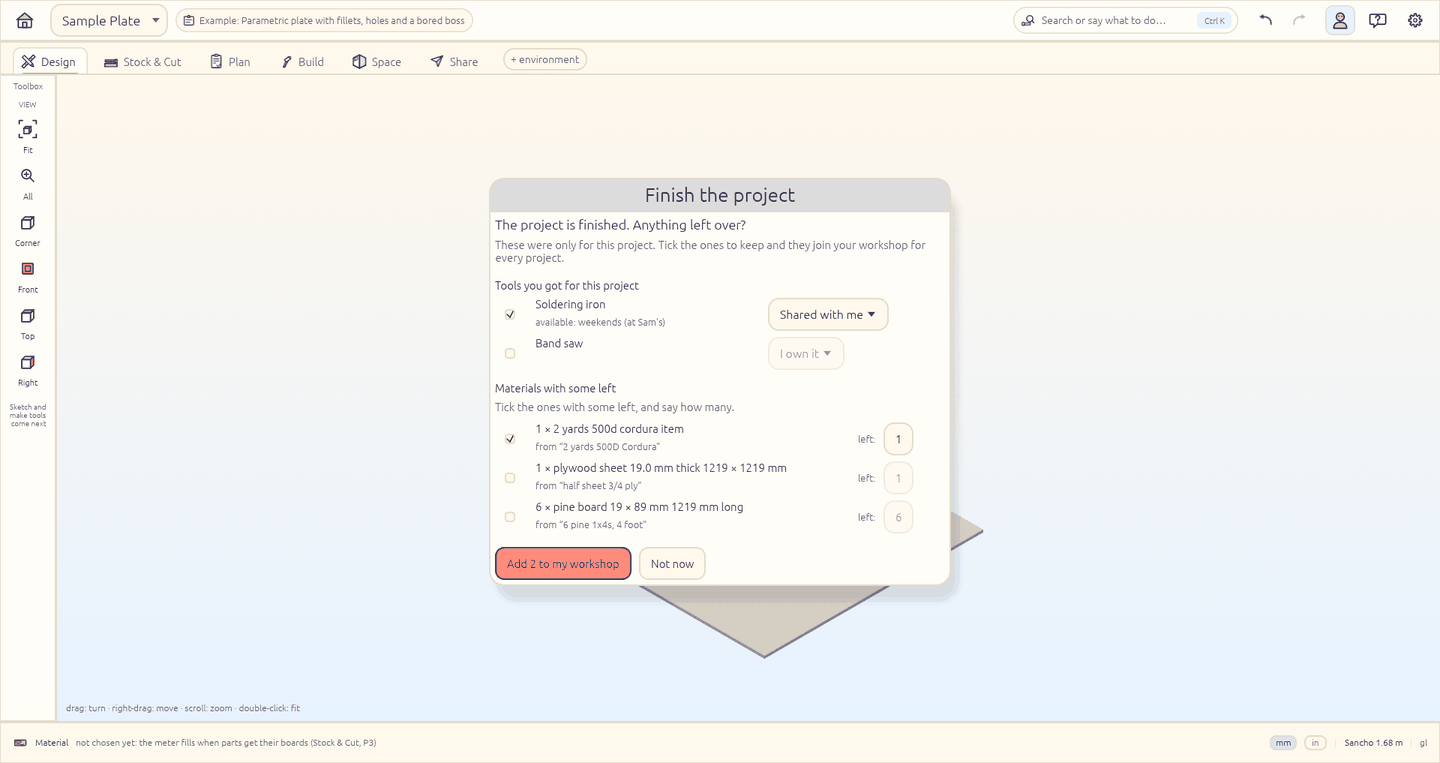 Sample Plate
Example: Parametric plate with fillets, holes and a bored boss
Search or say what to do…
Ctrl K
Design
Stock & Cut
Plan
Build
Space
Share
+ environment
Toolbox
VIEW
Fit
All
Corner
Front
Top
Right
Sketch and
make tools
come next
Finish the project
The project is finished. Anything left over?
These were only for this project. Tick the ones to keep and they join your workshop for
every project.
Tools you got for this project
Soldering iron
available: weekends (at Sam's)
Shared with me
Band saw
I own it
Materials with some left
Tick the ones with some left, and say how many.
1 × 2 yards 500d cordura item
from “2 yards 500D Cordura”
left: 1
1 × plywood sheet 19.0 mm thick 1219 × 1219 mm
from “half sheet 3/4 ply”
left: 1
6 × pine board 19 × 89 mm 1219 mm long
from “6 pine 1x4s, 4 foot”
left: 6
Add 2 to my workshop
Not now
drag: turn · right-drag: move · scroll: zoom · double-click: fit
Material not chosen yet: the meter fills when parts get their boards (Stock & Cut, P3)
mm
in
Sancho 1.68 m
gl